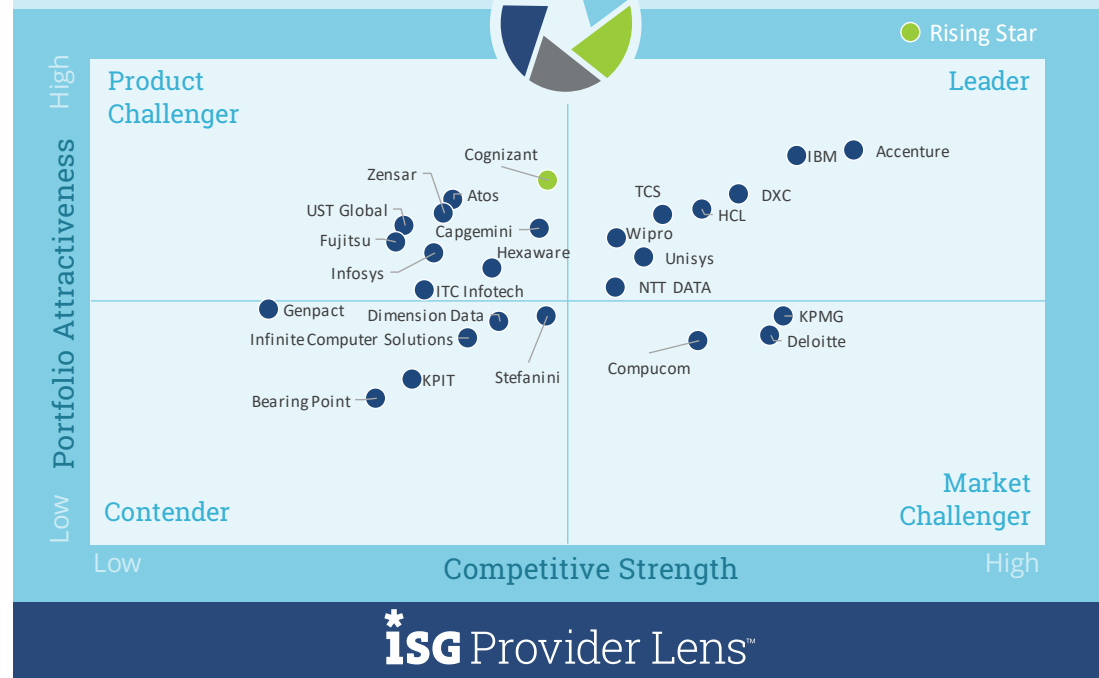 Rising Star
High
Product
Challenger
Leader
Portfolio Attractiveness
Cognizant
IBM
Accenture
Zensar
Atos
TCS
DXC
UST Global
HCL
Capgemini
Wipro
Fujitsu
Hexaware
Unisys
Infosys
ITC Infotech
NTT DATA
Genpact
Dimension Data
KPMG
Infinite Computer Solutions
Deloitte
Stefanini
Compucom
KPIT
Bearing Point
Low
Contender
Market
Challenger
Low
Competitive Strength
High
*isG Provider Lens™